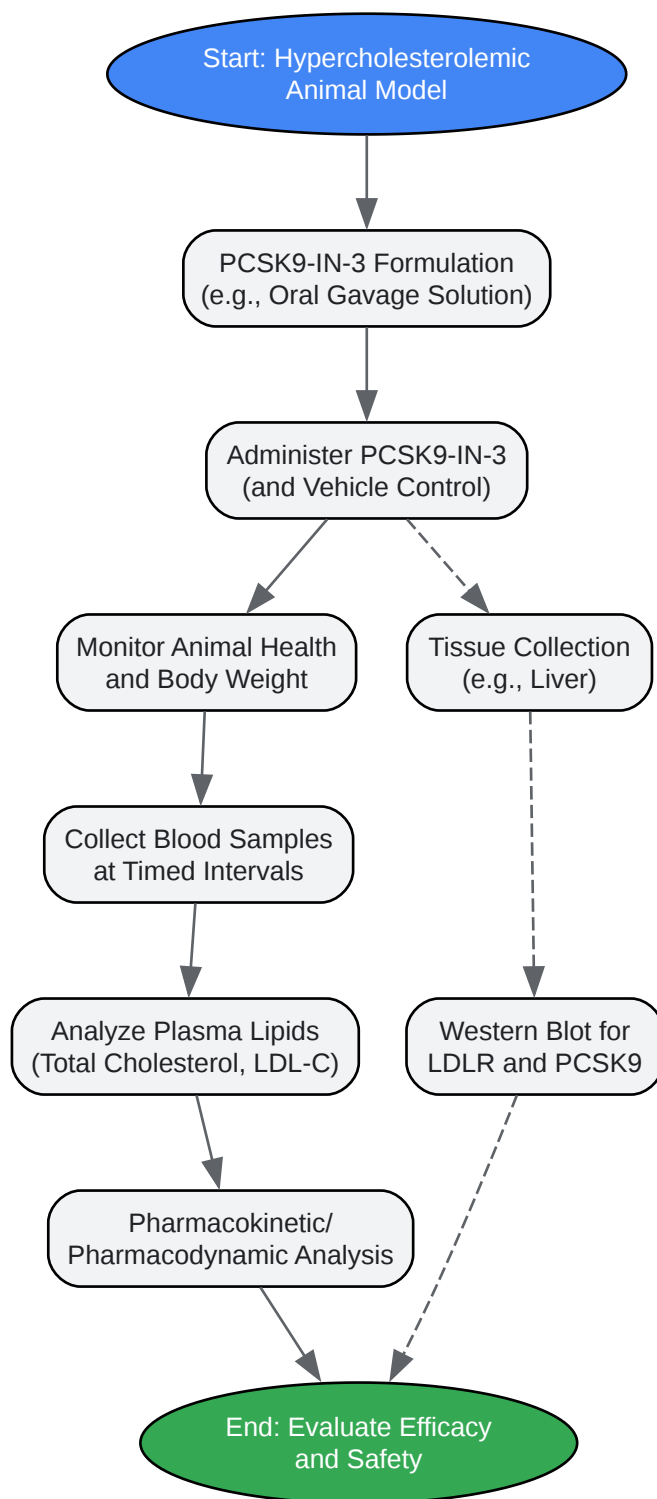 Start: Hypercholesterolemic
Animal Model
PCSK9-IN-3 Formulation
(e.g., Oral Gavage Solution)
Administer PCSK9-IN-3
(and Vehicle Control)
Monitor Animal Health
and Body Weight
Tissue Collection
(e.g., Liver)
Collect Blood Samples
at Timed Intervals
Analyze Plasma Lipids
(Total Cholesterol, LDL-C)
Western Blot for
LDLR and PCSK9
Pharmacokinetic/
Pharmacodynamic Analysis
End: Evaluate Efficacy
and Safety